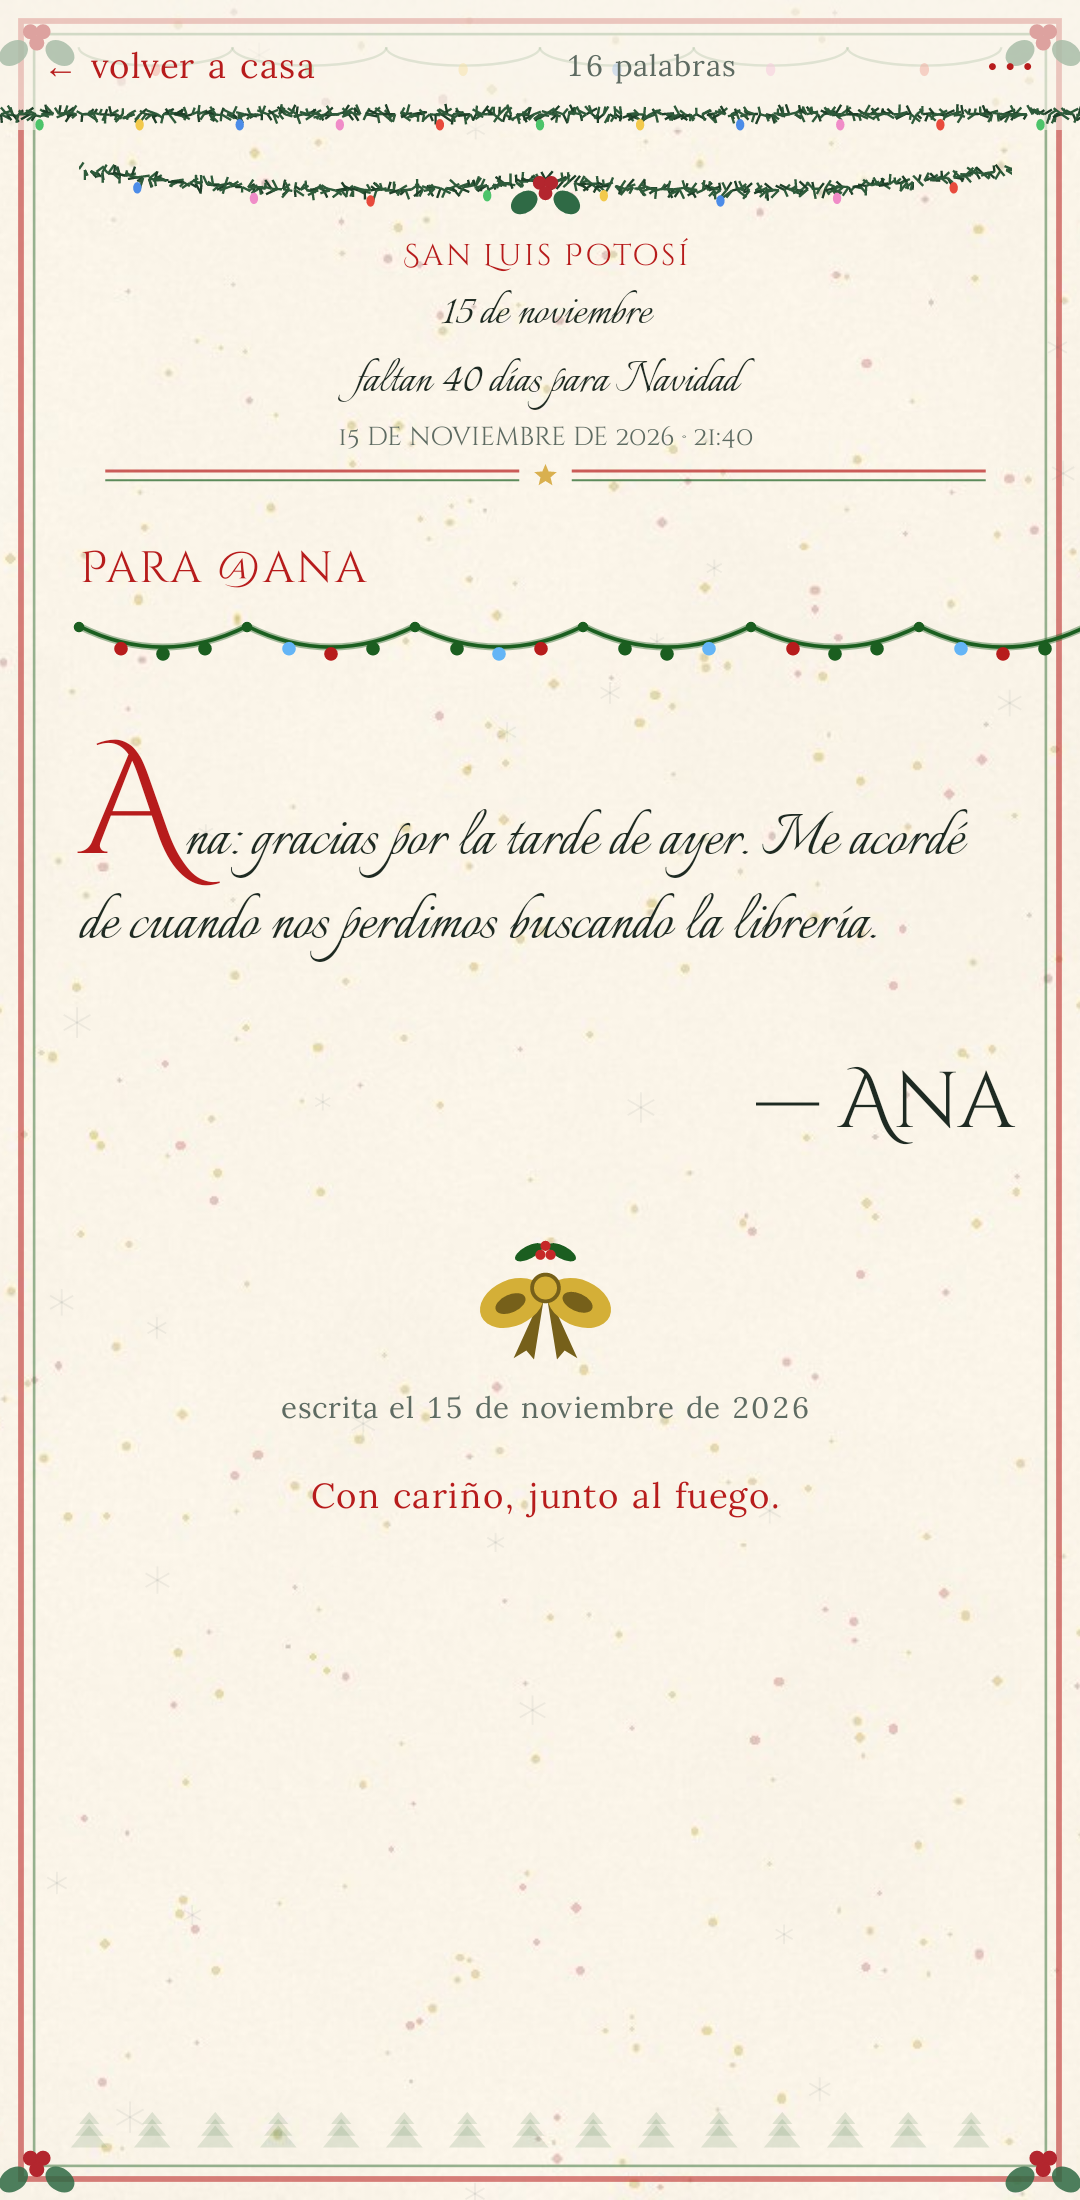 ← volver a casa
16 palabras
...
SAN LUIS POTOSÍ
15 de noviembre
faltan 40 días para Navidad
15 DE NOVIEMBRE DE 2026 · 21:40
PARA @ANA
Ana: gracias por la tarde de ayer. Me acordé
de cuando nos perdimos buscando la librería.
— ANA
escrita el 15 de noviembre de 2026
Con cariño, junto al fuego.